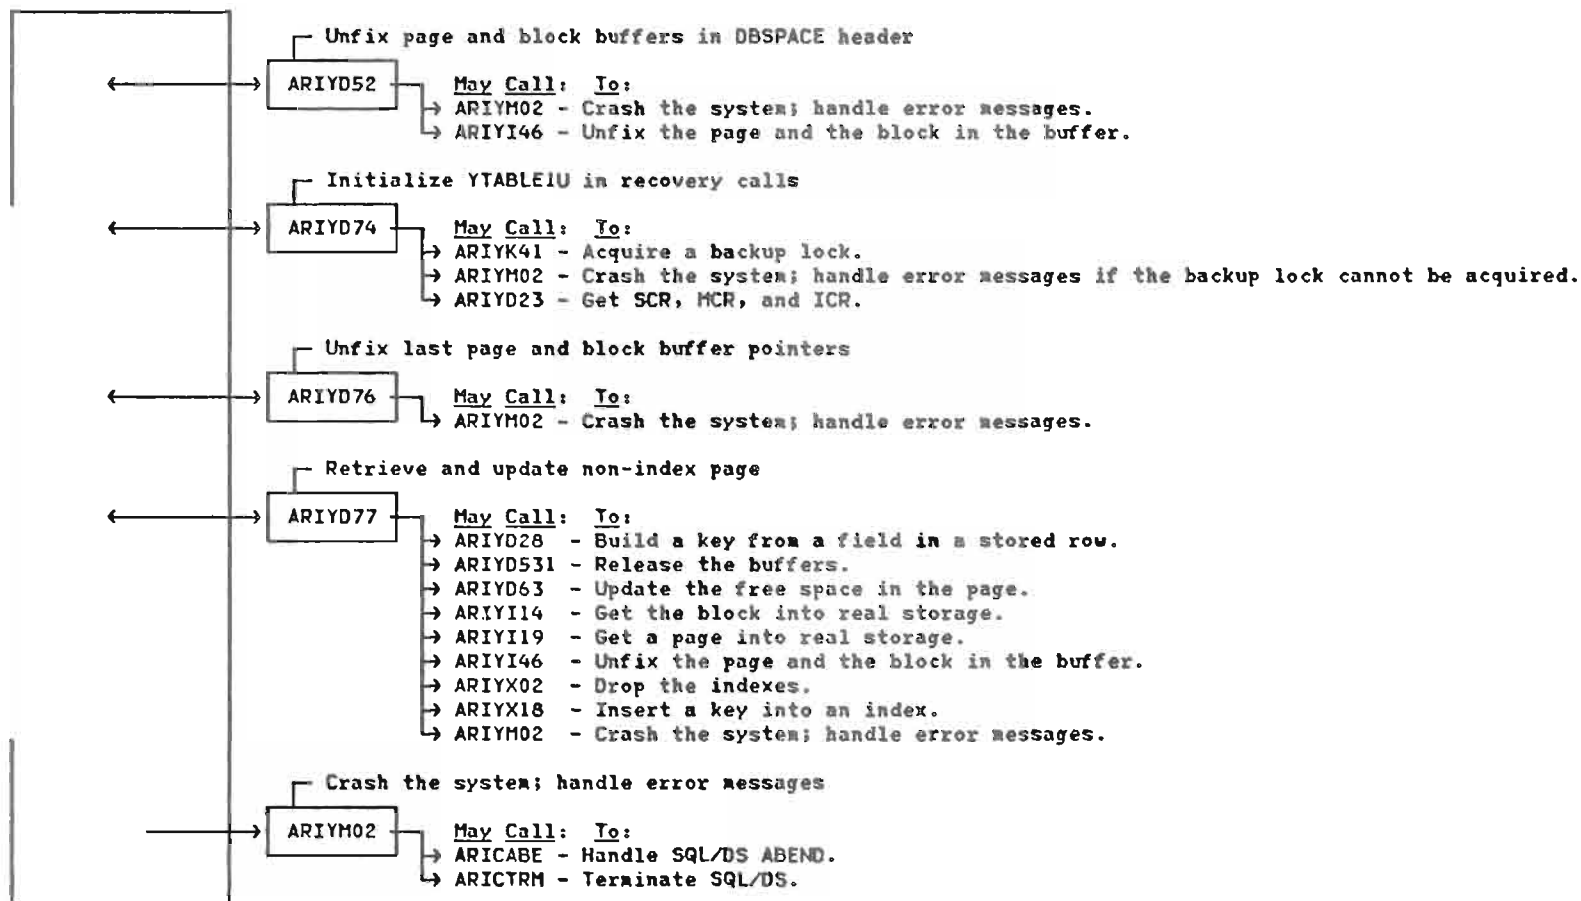 Unfix page and block buffers in DBSPACE header
ARIYD52 May Call: To:
ARIYM02 - Crash the system; handle error messages.
ARIYI46 - Unfix the page and the block in the buffer.
Initialize YTABLE1U in recovery calls
ARIYD74 May Call: To:
ARIYK41 - Acquire a backup lock.
ARIYM02 - Crash the system; handle error messages if the backup lock cannot be acquired.
ARIYD23 - Get SCR, MCR, and ICR.
Unfix last page and block buffer pointers
ARIYD76 May Call: To:
ARIYM02 - Crash the system; handle error messages.
Retrieve and update non-index page
ARIYD77 May Call: To:
ARIYD28 - Build a key from a field in a stored row.
ARIYD531 - Release the buffers.
ARIYD63 - Update the free space in the page.
ARIYI14 - Get the block into real storage.
ARIYI19 - Get a page into real storage.
ARIYI46 - Unfix the page and the block in the buffer.
ARIYX02 - Drop the indexes.
ARIYX18 - Insert a key into an index.
ARIYM02 - Crash the system; handle error messages.
Crash the system; handle error messages
ARIYM02 May Call: To:
ARICABE - Handle SQL/DS ABEND.
ARICTRM - Terminate SQL/DS.